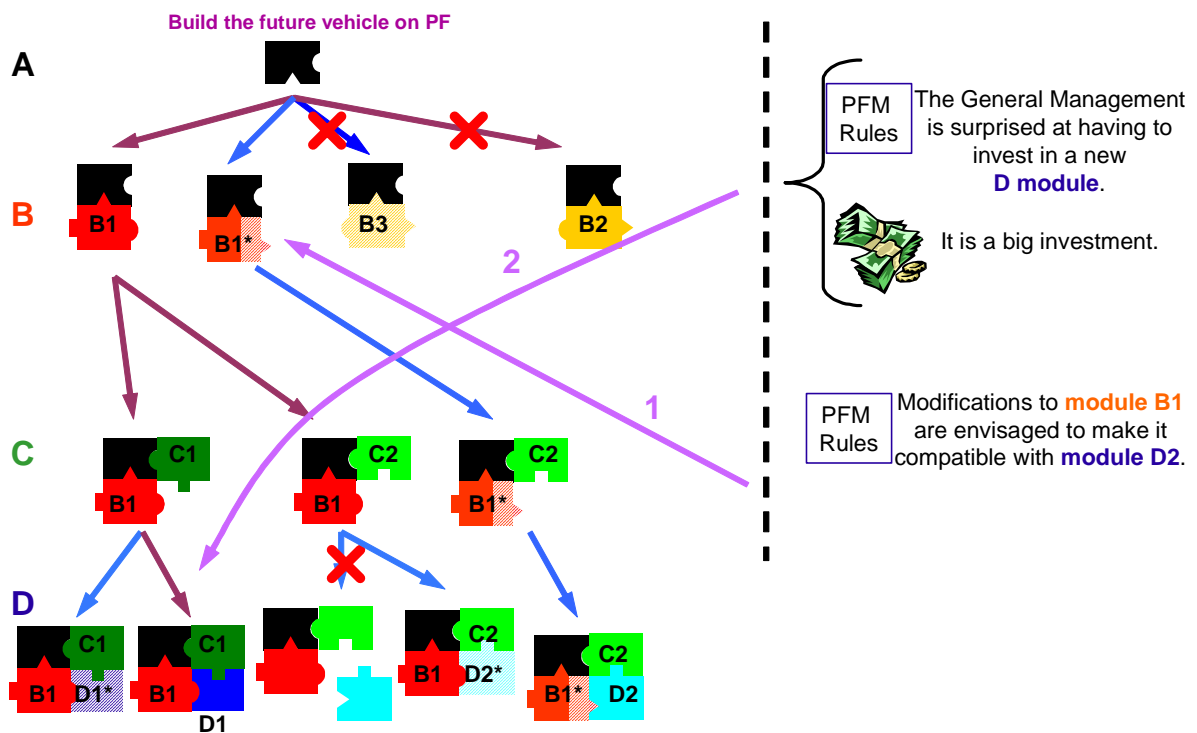 Build the future vehicle on PF
A
PFM
Rules
The General Management
is surprised at having to
invest in a new
D module.
It is a big investment.
B
B1
B1*
B3
B2
2
1
PFM
Rules
Modifications to module B1
are envisaged to make it
compatible with module D2.
C
C1
B1
C2
B1
C2
B1*
D
C1
B1
D1*
C1
B1
D1
C2
B1
D2*
C2
B1*
D2